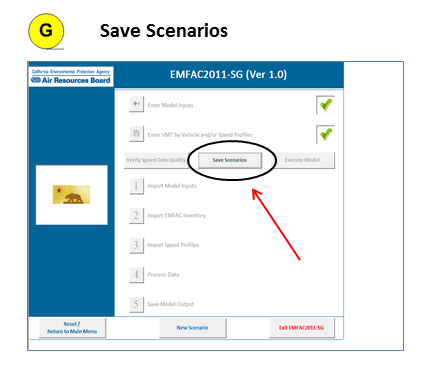 G
Save Scenarios
California Environmental Protection Agency
Air Resources Board
EMFAC2011-SG (Ver 1.0)
Enter Model Inputs
Enter VMT by Vehicle and/or Speed Profiles
Verify Speed Data Quality
Save Scenarios
Execute Model
1 Import Model Inputs
2 Import EMFAC Inventory
3 Import Speed Profiles
4 Process Data
5 Save Model Output
Reset /
Return to Main Menu
New Scenario
Exit EMFAC2011-SG